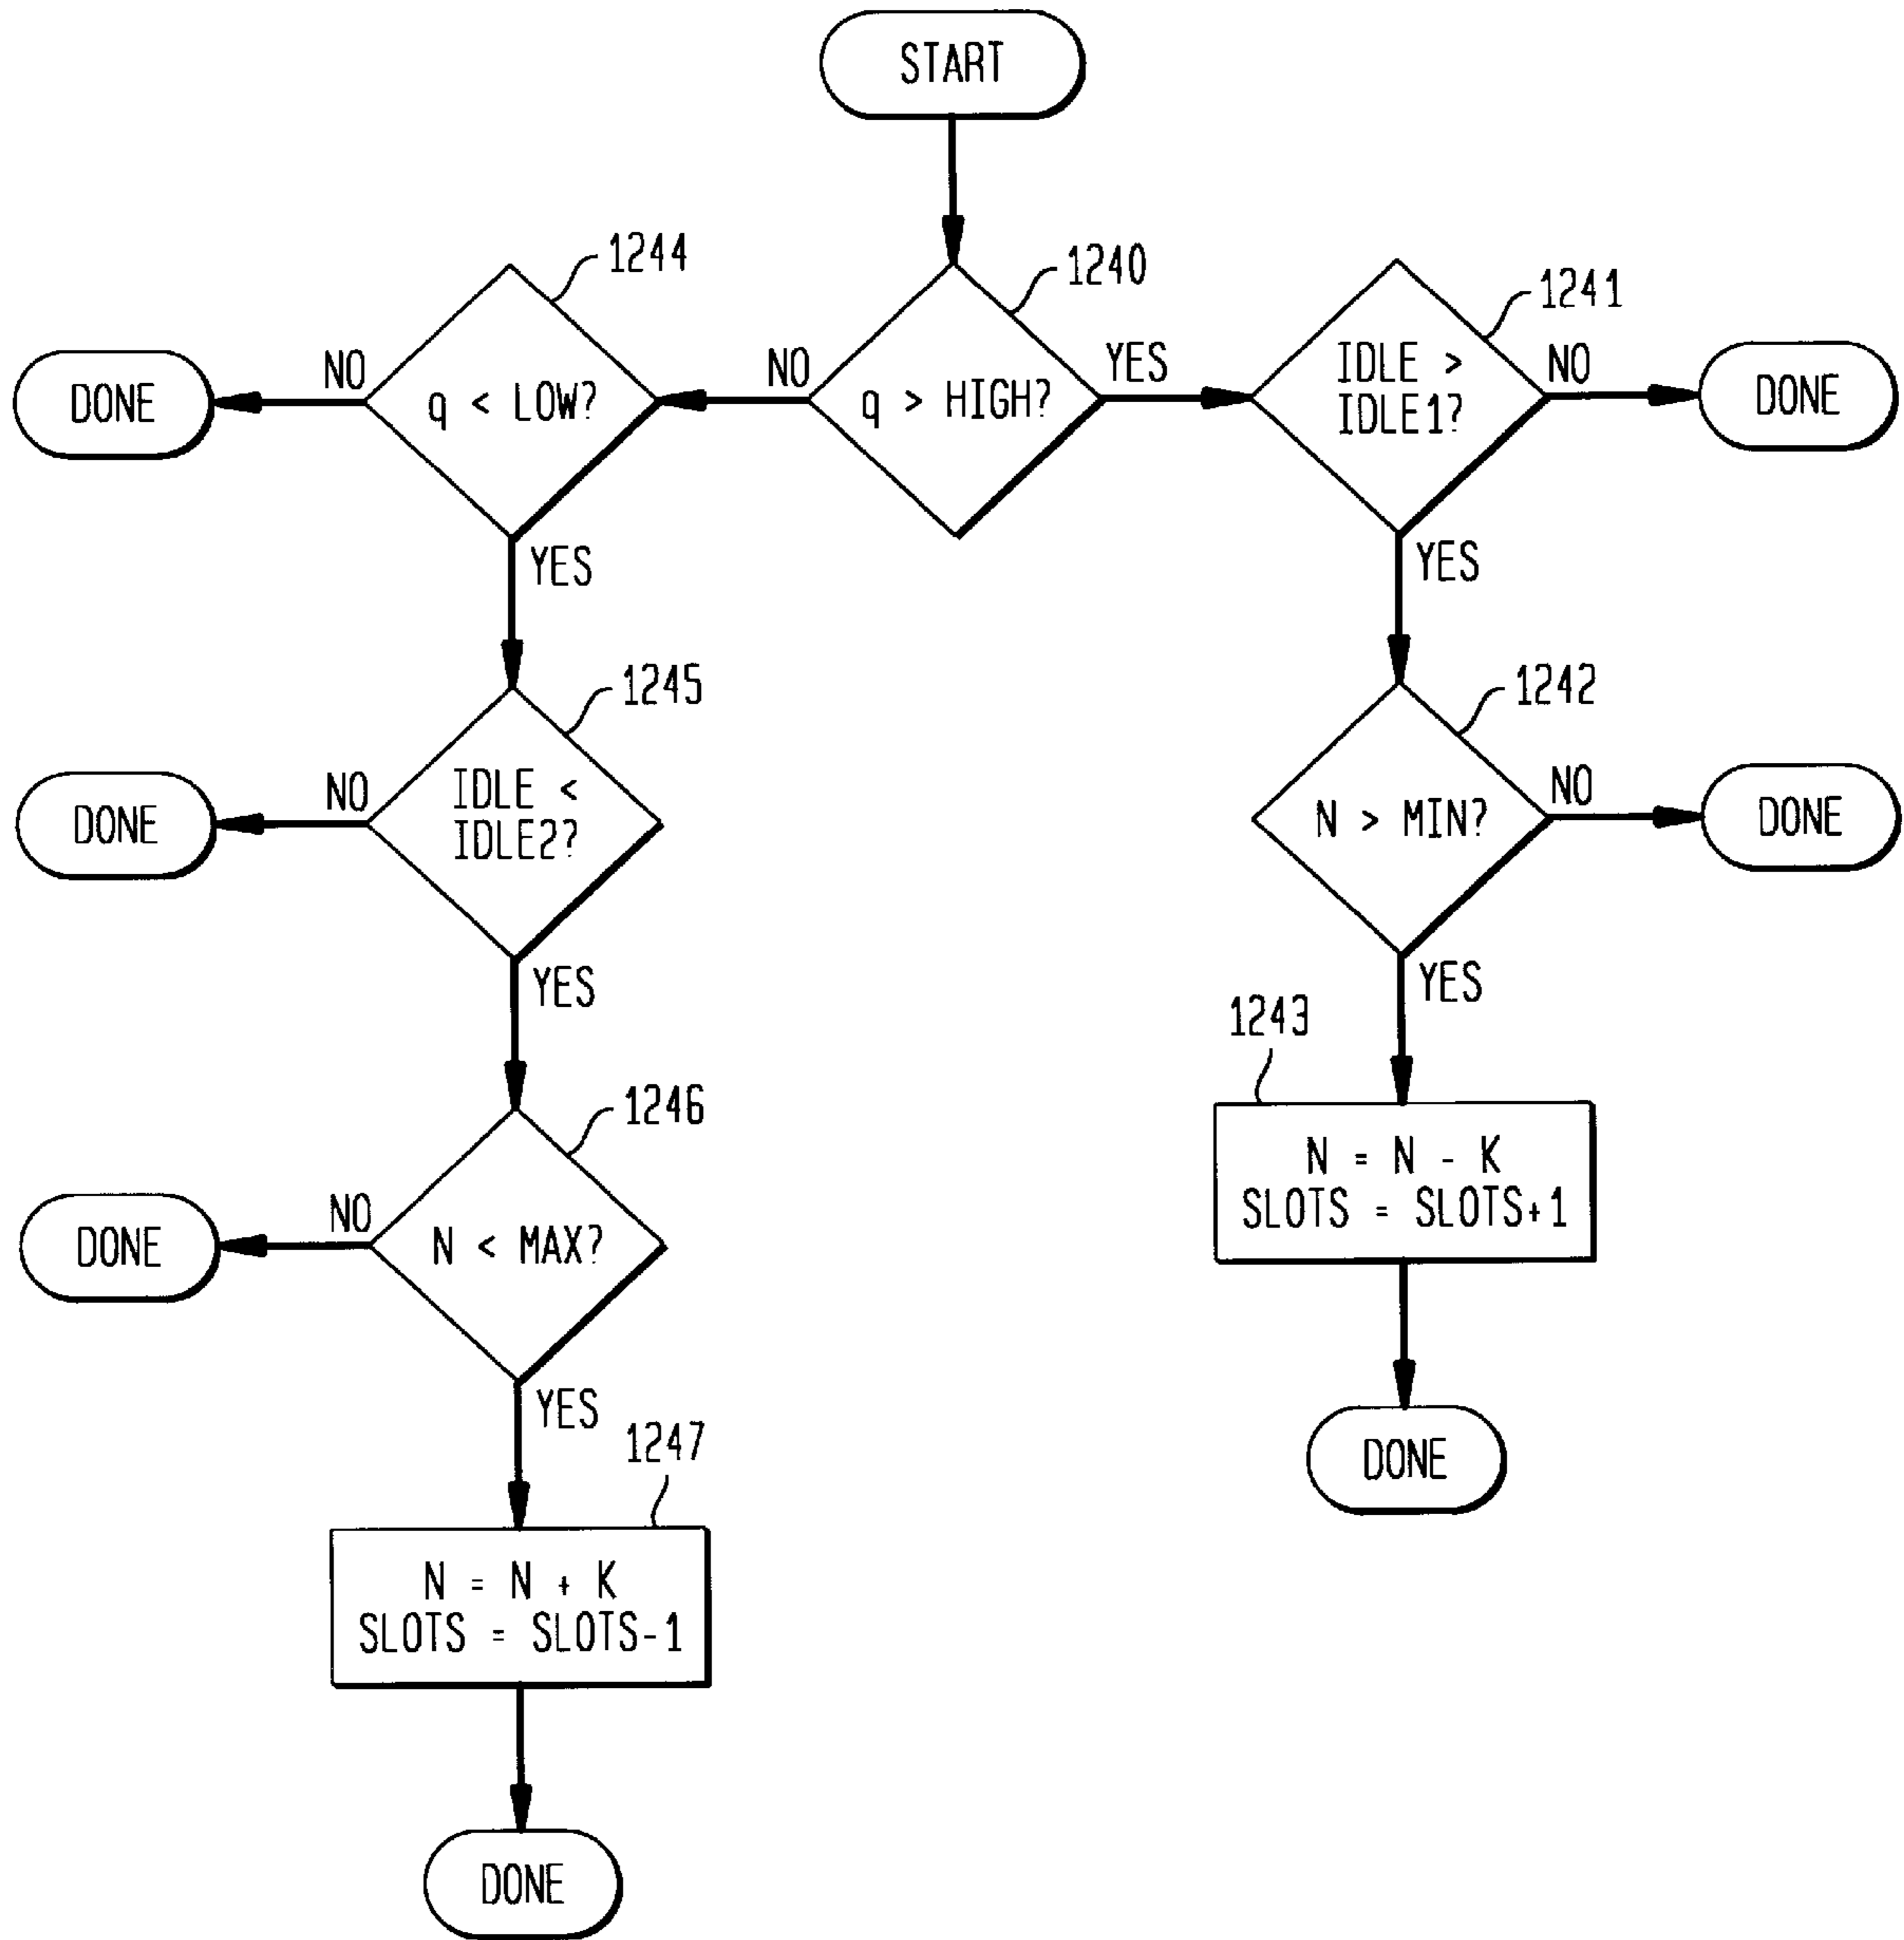 START
1244
1240
1241
NO
DONE
q < LOW?
NO
q > HIGH?
YES
IDLE >
IDLE1?
NO
DONE
YES
YES
1245
1242
NO
DONE
IDLE <
IDLE2?
N > MIN?
NO
DONE
YES
YES
1243
1246
N = N - K
SLOTS = SLOTS+1
NO
DONE
N < MAX?
YES
1247
DONE
N = N + K
SLOTS = SLOTS-1
DONE